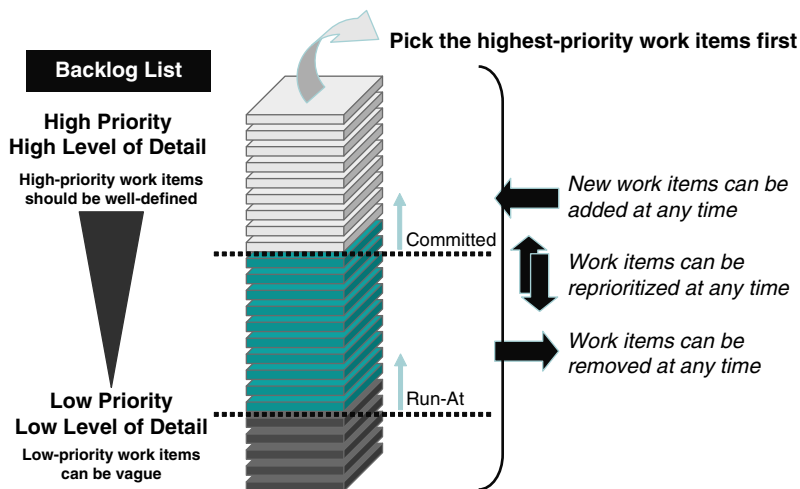 Pick the highest-priority work items first
Backlog List
High Priority
High Level of Detail
High-priority work items
should be well-defined
Committed
New work items can be
added at any time
Work items can be
reprioritized at any time
Work items can be
removed at any time
Run-At
Low Priority
Low Level of Detail
Low-priority work items
can be vague